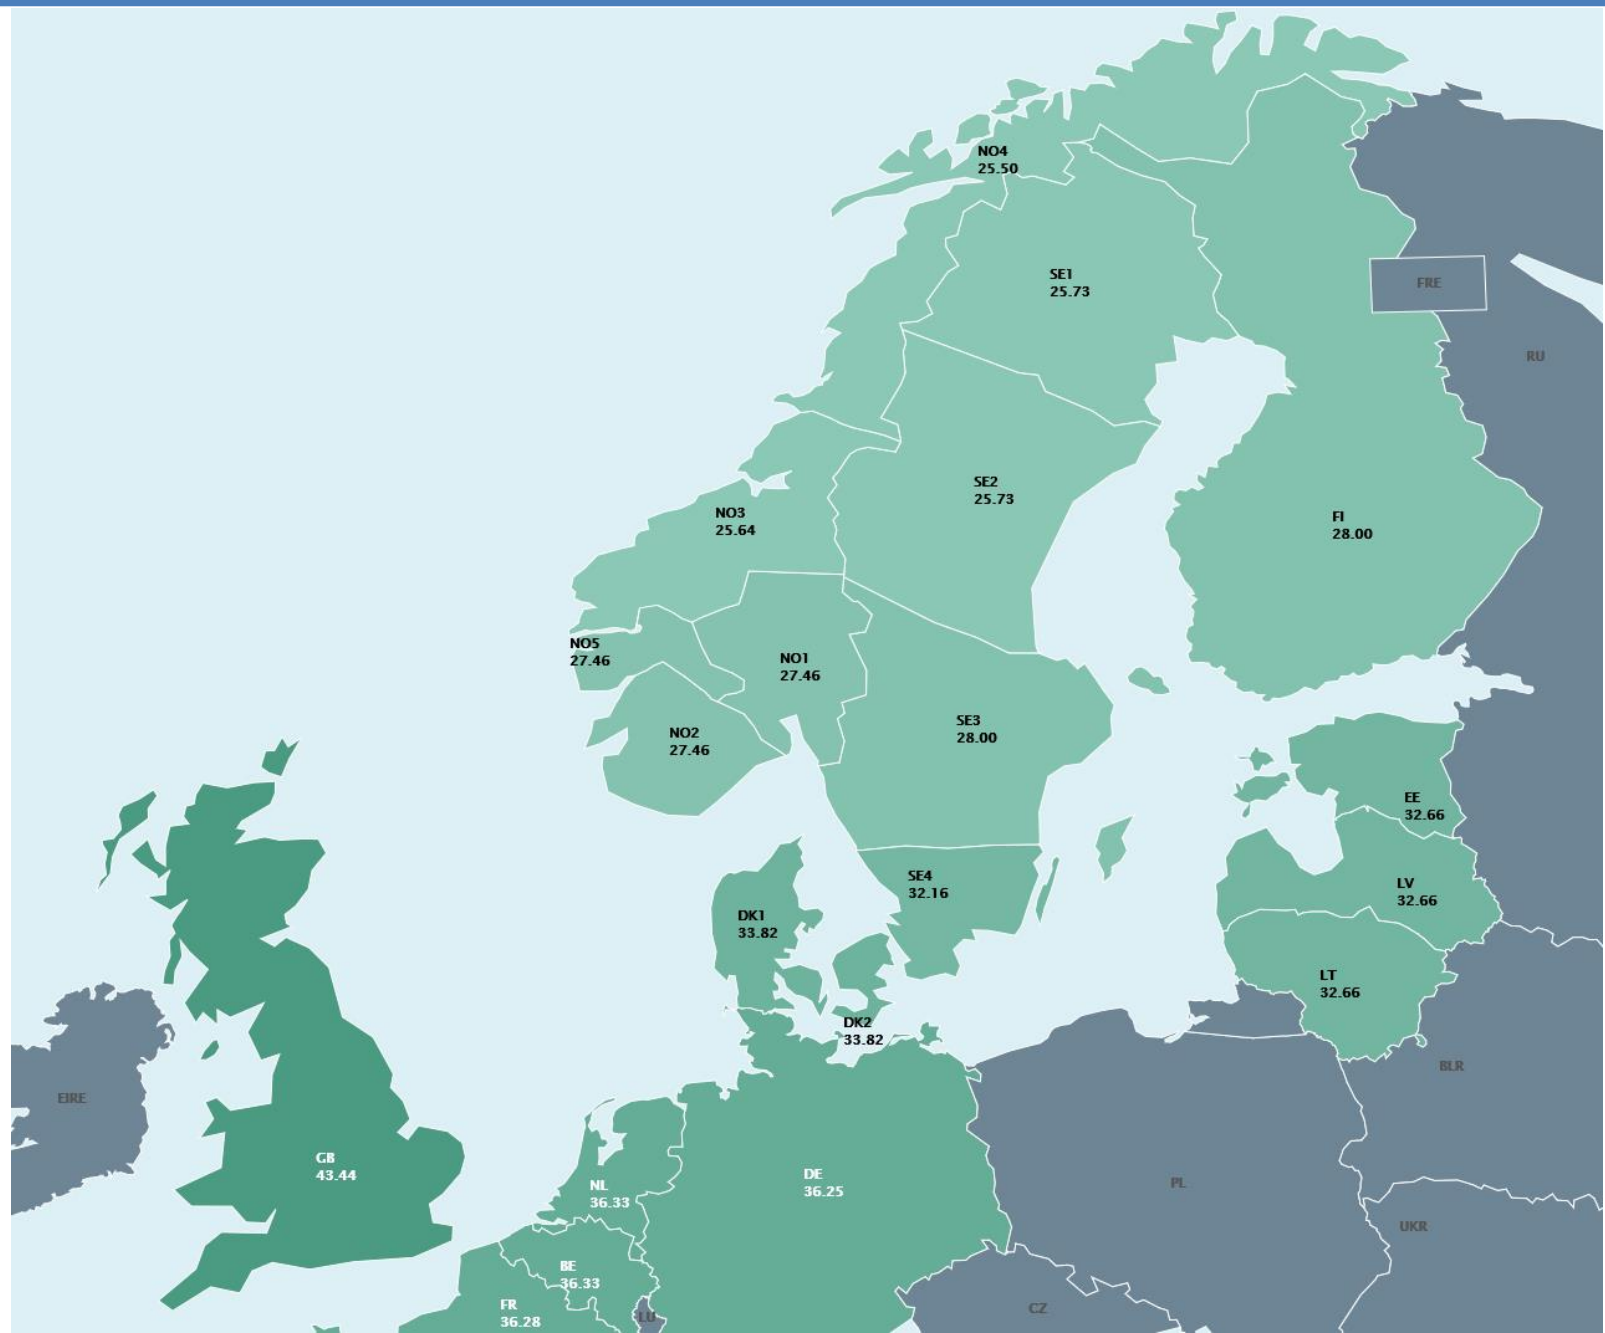 NO4
25.50
SE1
25.73
FRE
RU
SE2
25.73
NO3
25.64
FI
28.00
NO5
27.46
NO1
27.46
SE3
28.00
NO2
27.46
EE
32.66
SE4
32.16
LV
32.66
DK1
33.82
LT
32.66
DK2
33.82
BLR
EIRE
GB
43.44
DE
36.25
NL
36.33
PL
UKR
BE
36.33
FR
36.28
LU
CZ